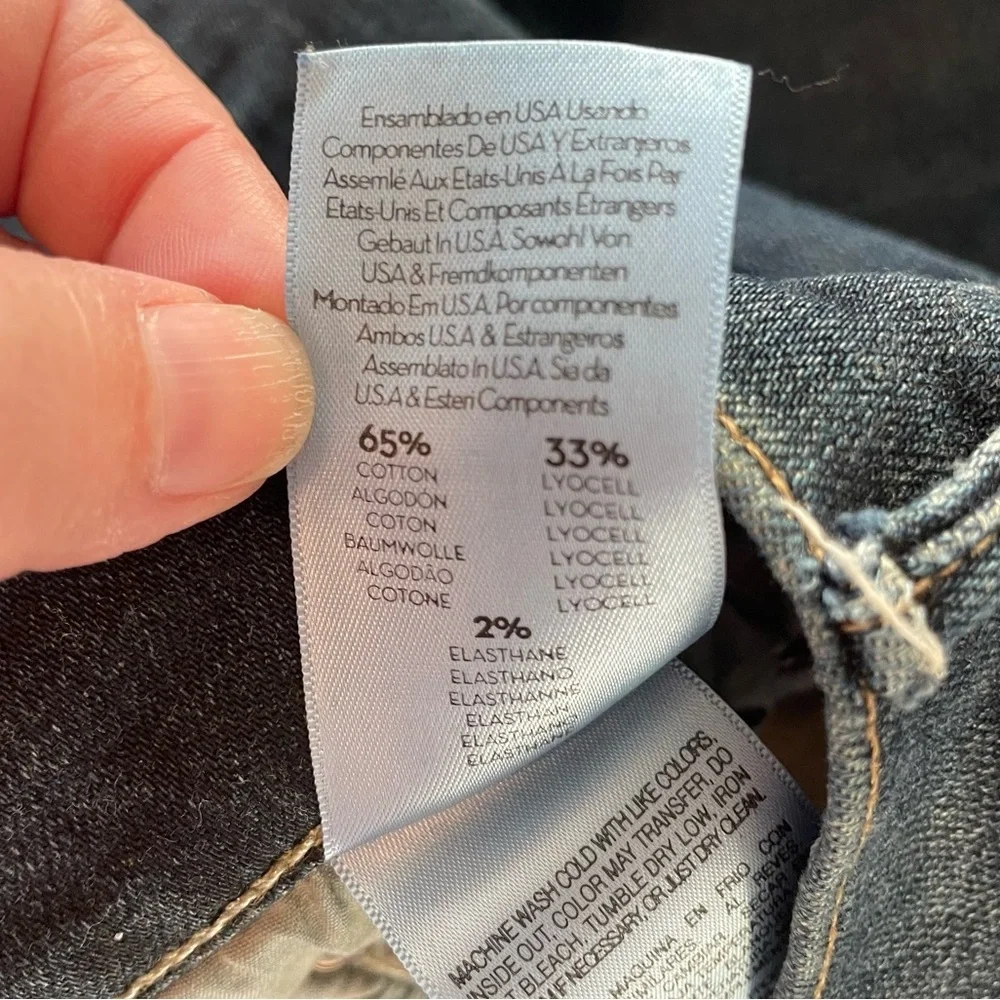 Ensamblado en USA Usando
Componentes De USA Y Extranjeros
Assemlé Aux Etats-Unis À La Fois Par
Etats-Unis Et Composants Étrangers
Gebaut In U.S.A. Sowohl Von
USA & Fremdkomponenten
Montado Em U.S.A. Por componentes
Ambos U.S.A & Estrangeiros
Assemblato In U.S.A. Sia da
U.S.A & Esteri Components
65% 33%
COTTON LYOCELL
ALGODÓN LYOCELL
COTON LYOCELL
BAUMWOLLE LYOCELL
ALGODÃO LYOCELL
COTONE LYOCELL
2%
ELASTHANE
ELASTHANO
ELASTHANNE
ELASTHAN
MACHINE WASH COLD WITH LIKE COLORS,
INSIDE OUT, COLOR MAY TRANSFER, DO
BLEACH, TUMBLE DRY LOW, IRON
IF NECESSARY, OR JUST DRY CLEAN.
MAQUINA EN FRIO CON